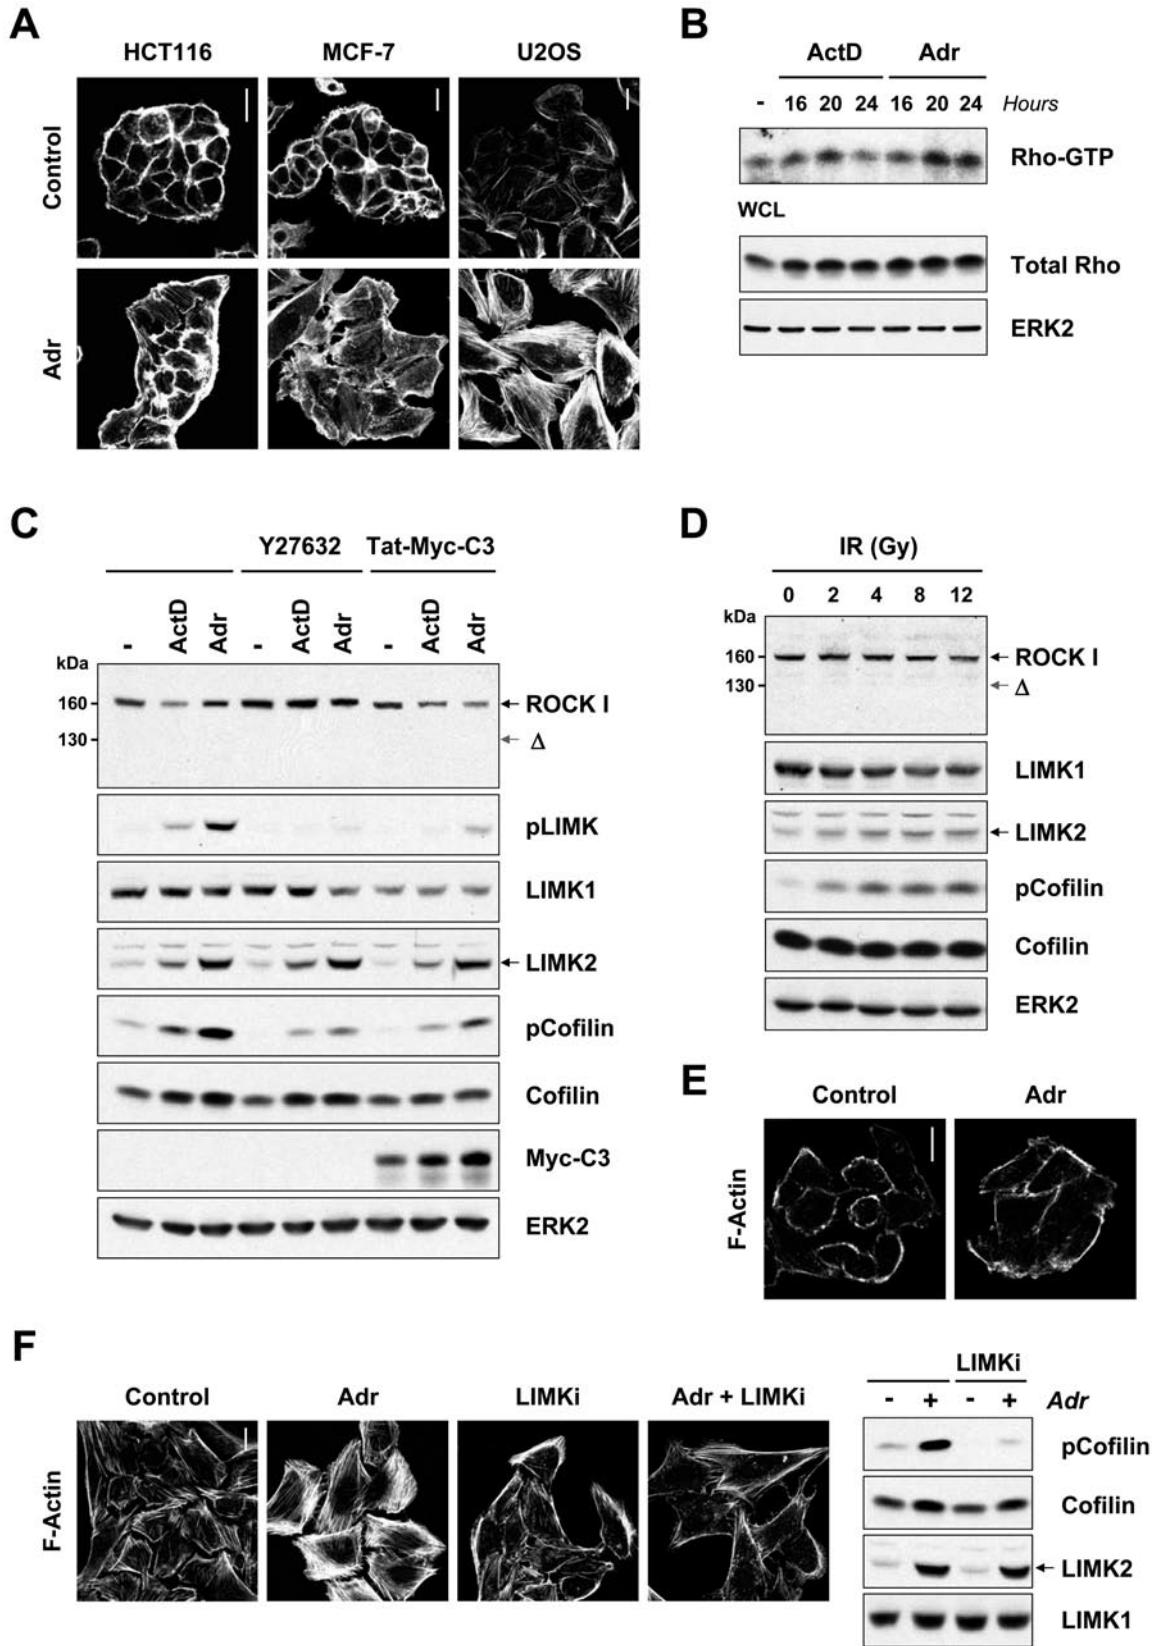 A
HCT116 MCF-7 U2OS
Control
Adr
B
ActD Adr
- 16 20 24 16 20 24 Hours
Rho-GTP
WCL
Total Rho
ERK2
C
Y27632 Tat-Myc-C3
- ActD Adr - ActD Adr - ActD Adr
kDa
160 ROCK I
130 Δ
pLIMK
LIMK1
LIMK2
pCofilin
Cofilin
Myc-C3
ERK2
D
IR (Gy)
0 2 4 8 12
kDa
160 ROCK I
130 Δ
LIMK1
LIMK2
pCofilin
Cofilin
ERK2
E
Control Adr
F-Actin
F
Control Adr LIMKi Adr + LIMKi
F-Actin
LIMKi
- + - + Adr
pCofilin
Cofilin
LIMK2
LIMK1